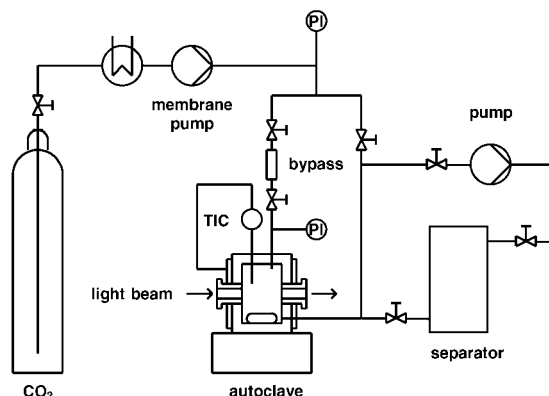 PI
membrane
pump
pump
bypass
TIC
PI
light beam
separator
CO₂
autoclave